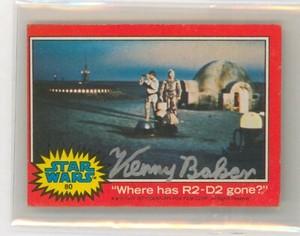 Kenny Baker
STAR
WARS
80
"Where has R2-D2 gone?"